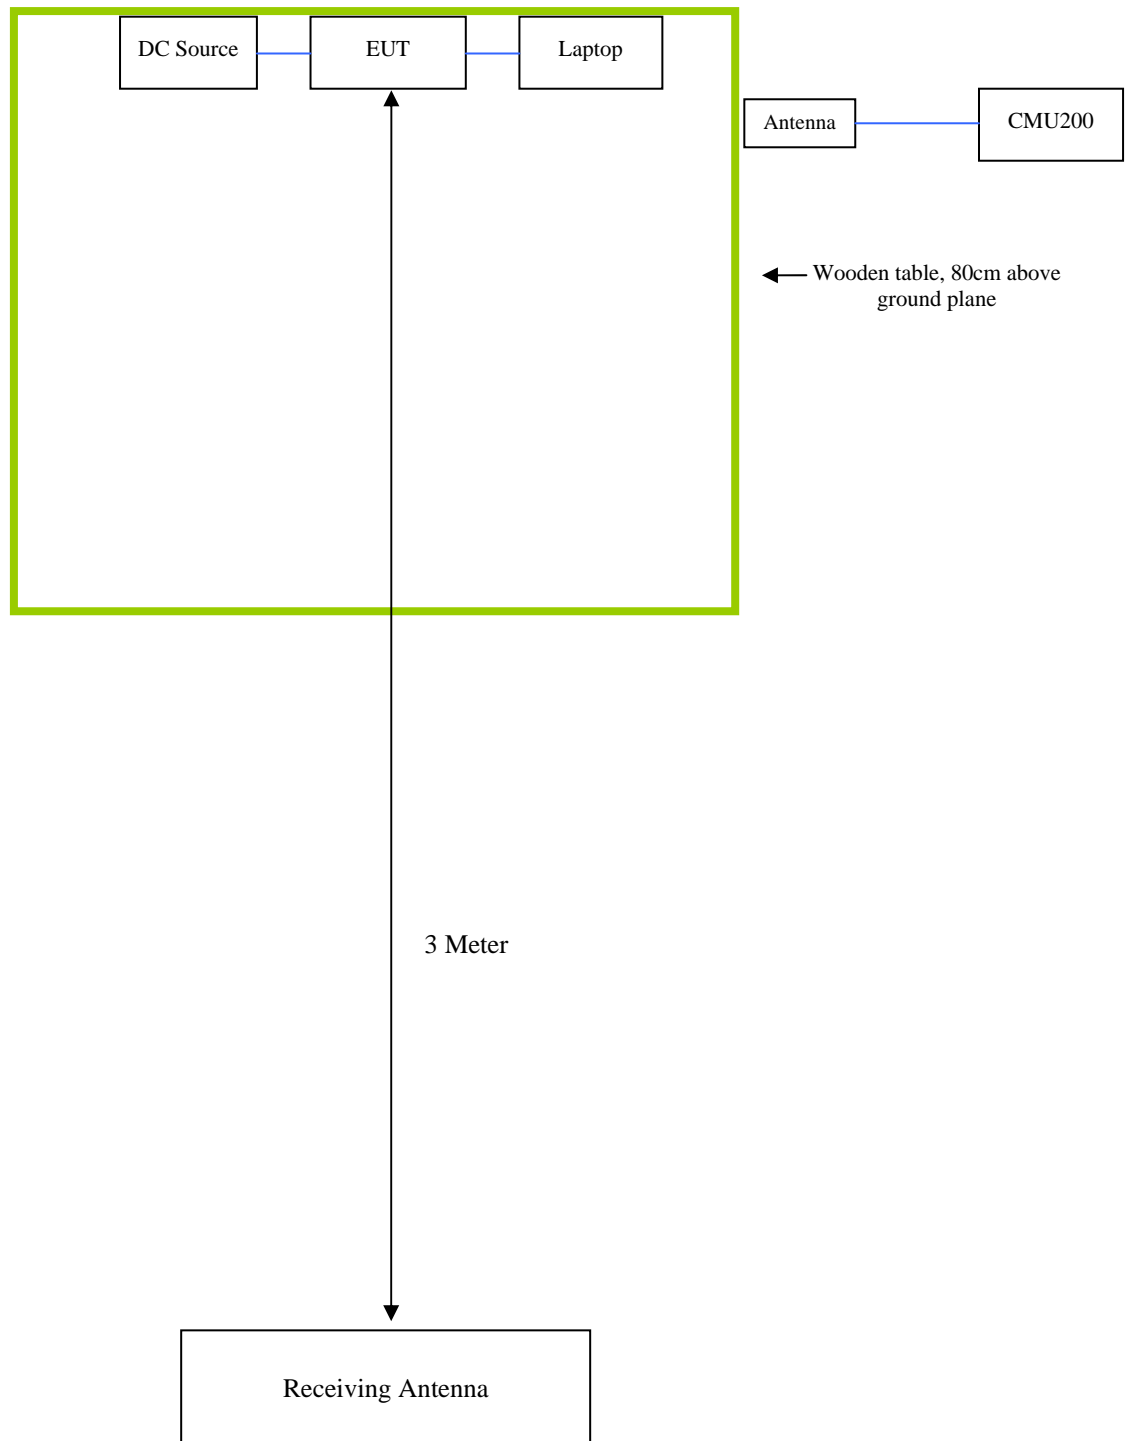 DC Source
EUT
Laptop
Antenna
CMU200
Wooden table, 80cm above
ground plane
3 Meter
Receiving Antenna